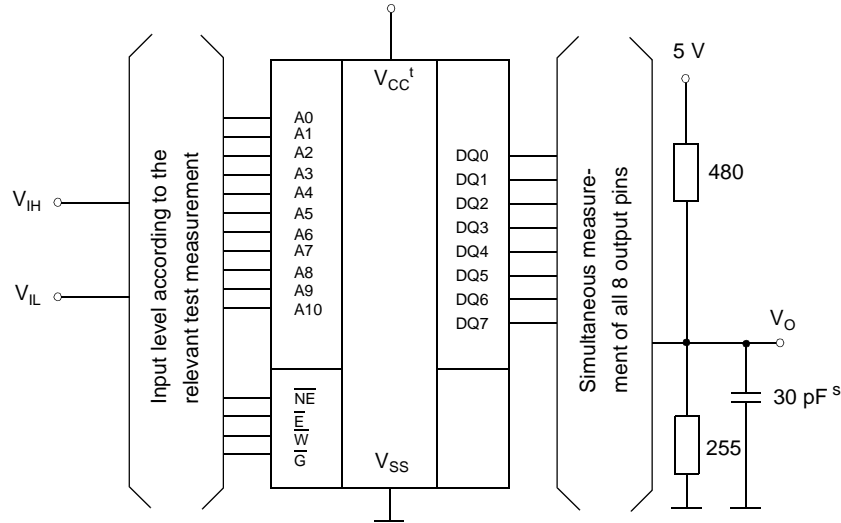 V_IH
V_IL
Input level according to the
relevant test measurement
V_CC^t
A0
A1
A2
A3
A4
A5
A6
A7
A8
A9
A10
N̅E̅
E̅
W̅
G̅
V_SS
DQ0
DQ1
DQ2
DQ3
DQ4
DQ5
DQ6
DQ7
Simultaneous measure-
ment of all 8 output pins
5 V
480
V_O
30 pF^s
255